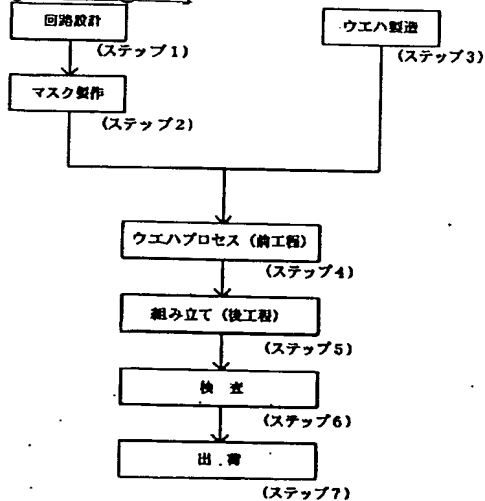 回路設計
(ステップ1)
ウエハ製造
(ステップ3)
マスク製作
(ステップ2)
ウエハプロセス (前工程)
(ステップ4)
組み立て (後工程)
(ステップ5)
検 査
(ステップ6)
出 荷
(ステップ7)